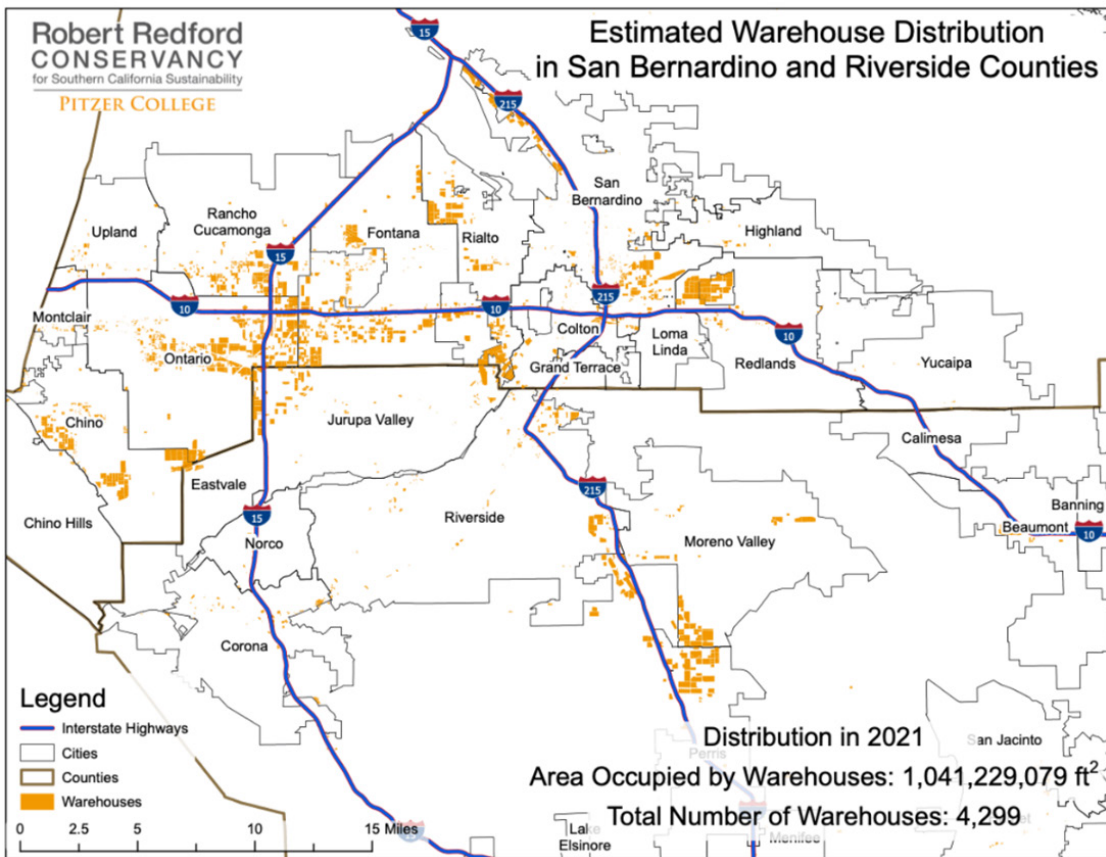 Robert Redford
CONSERVANCY
for Southern California Sustainability
PITZER COLLEGE
Estimated Warehouse Distribution
in San Bernardino and Riverside Counties
15
215
San
Bernardino
Upland
Rancho
Cucamonga
Fontana
Rialto
Highland
15
10
10
215
Montclair
Colton
Loma
Linda
10
Ontario
Grand Terrace
Redlands
Yucaipa
Chino
Jurupa Valley
Calimesa
Eastvale
215
Banning
Chino Hills
15
Riverside
Beaumont
10
Norco
Moreno Valley
Corona
Legend
Interstate Highways
Cities
Counties
Warehouses
0 2.5 5 10 15 Miles
15
Distribution in 2021
San Jacinto
Perris
Area Occupied by Warehouses: 1,041,229,079 ft²
Total Number of Warehouses: 4,299
Lake
Elsinore
Menifee